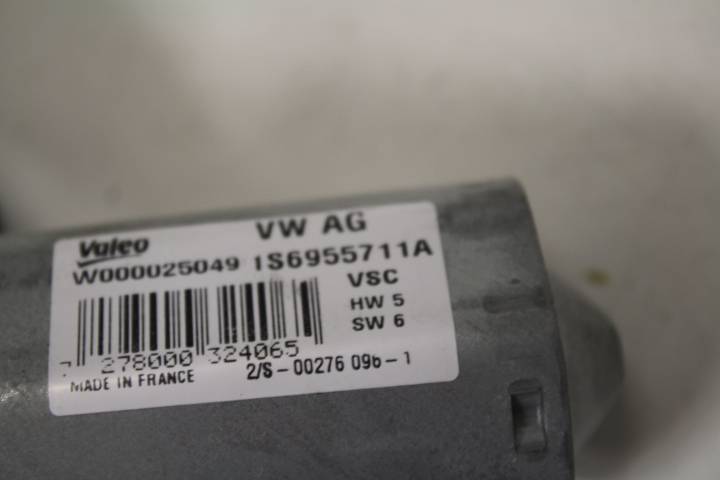 Valeo VW AG
W000025049 1S6955711A
VSC
HW 5
SW 6
7 278000 324065
MADE IN FRANCE 2/S-00276 096-1